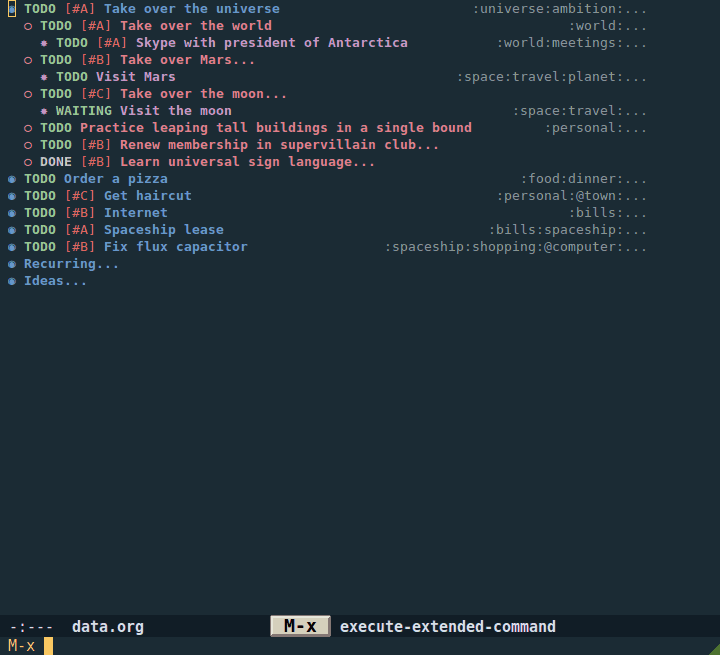 ◉ TODO [#A] Take over the universe :universe:ambition:...
○ TODO [#A] Take over the world :world:...
✸ TODO [#A] Skype with president of Antarctica :world:meetings:...
○ TODO [#B] Take over Mars...
✸ TODO Visit Mars :space:travel:planet:...
○ TODO [#C] Take over the moon...
✸ WAITING Visit the moon :space:travel:...
○ TODO Practice leaping tall buildings in a single bound :personal:...
○ TODO [#B] Renew membership in supervillain club...
○ DONE [#B] Learn universal sign language...
◉ TODO Order a pizza :food:dinner:...
◉ TODO [#C] Get haircut :personal:@town:...
◉ TODO [#B] Internet :bills:...
◉ TODO [#A] Spaceship lease :bills:spaceship:...
◉ TODO [#B] Fix flux capacitor :spaceship:shopping:@computer:...
◉ Recurring...
◉ Ideas...
-:--- data.org M-x execute-extended-command
M-x